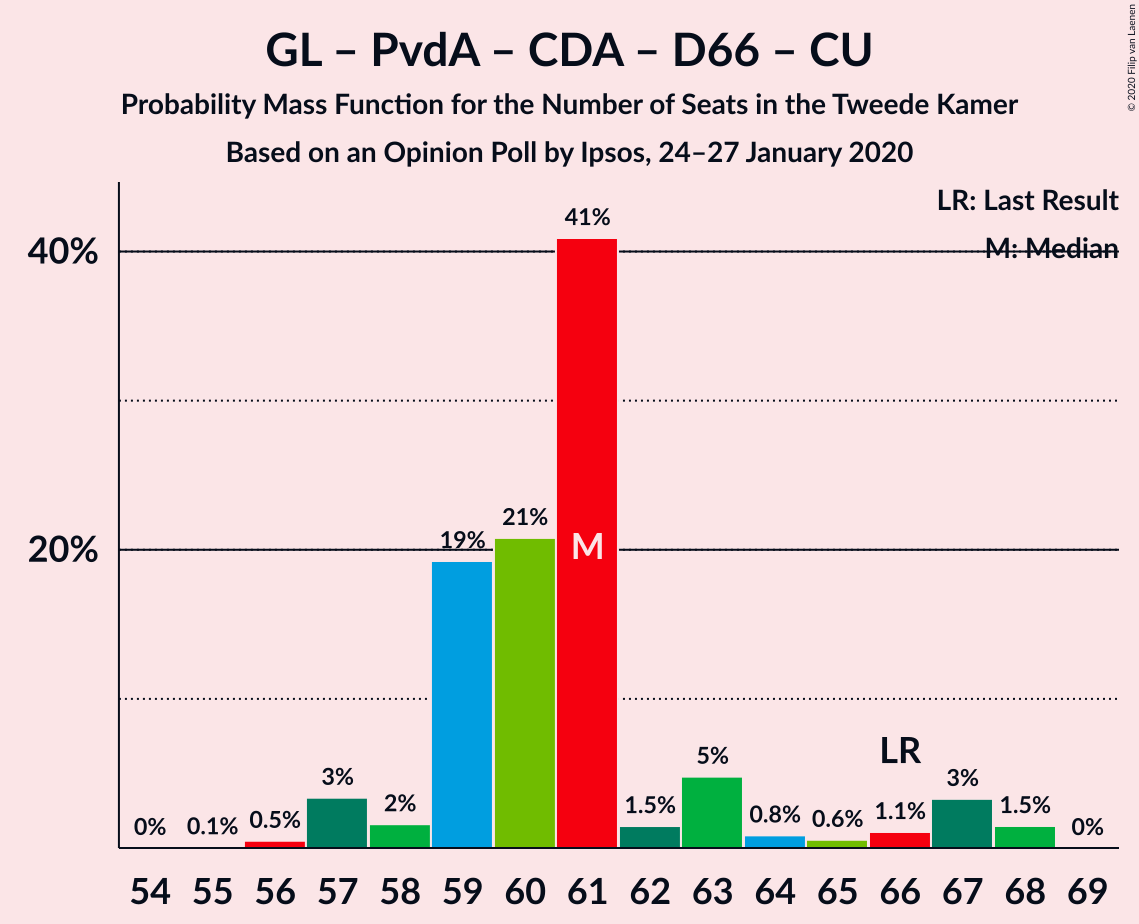 GL – PvdA – CDA – D66 – CU
Probability Mass Function for the Number of Seats in the Tweede Kamer
Based on an Opinion Poll by Ipsos, 24–27 January 2020
© 2020 Filip van Laenen
LR: Last Result
M: Median
40%
20%
0%
0.1%
0.5%
3%
2%
19%
21%
41%
M
1.5%
5%
0.8%
0.6%
LR
1.1%
3%
1.5%
0%
54 55 56 57 58 59 60 61 62 63 64 65 66 67 68 69